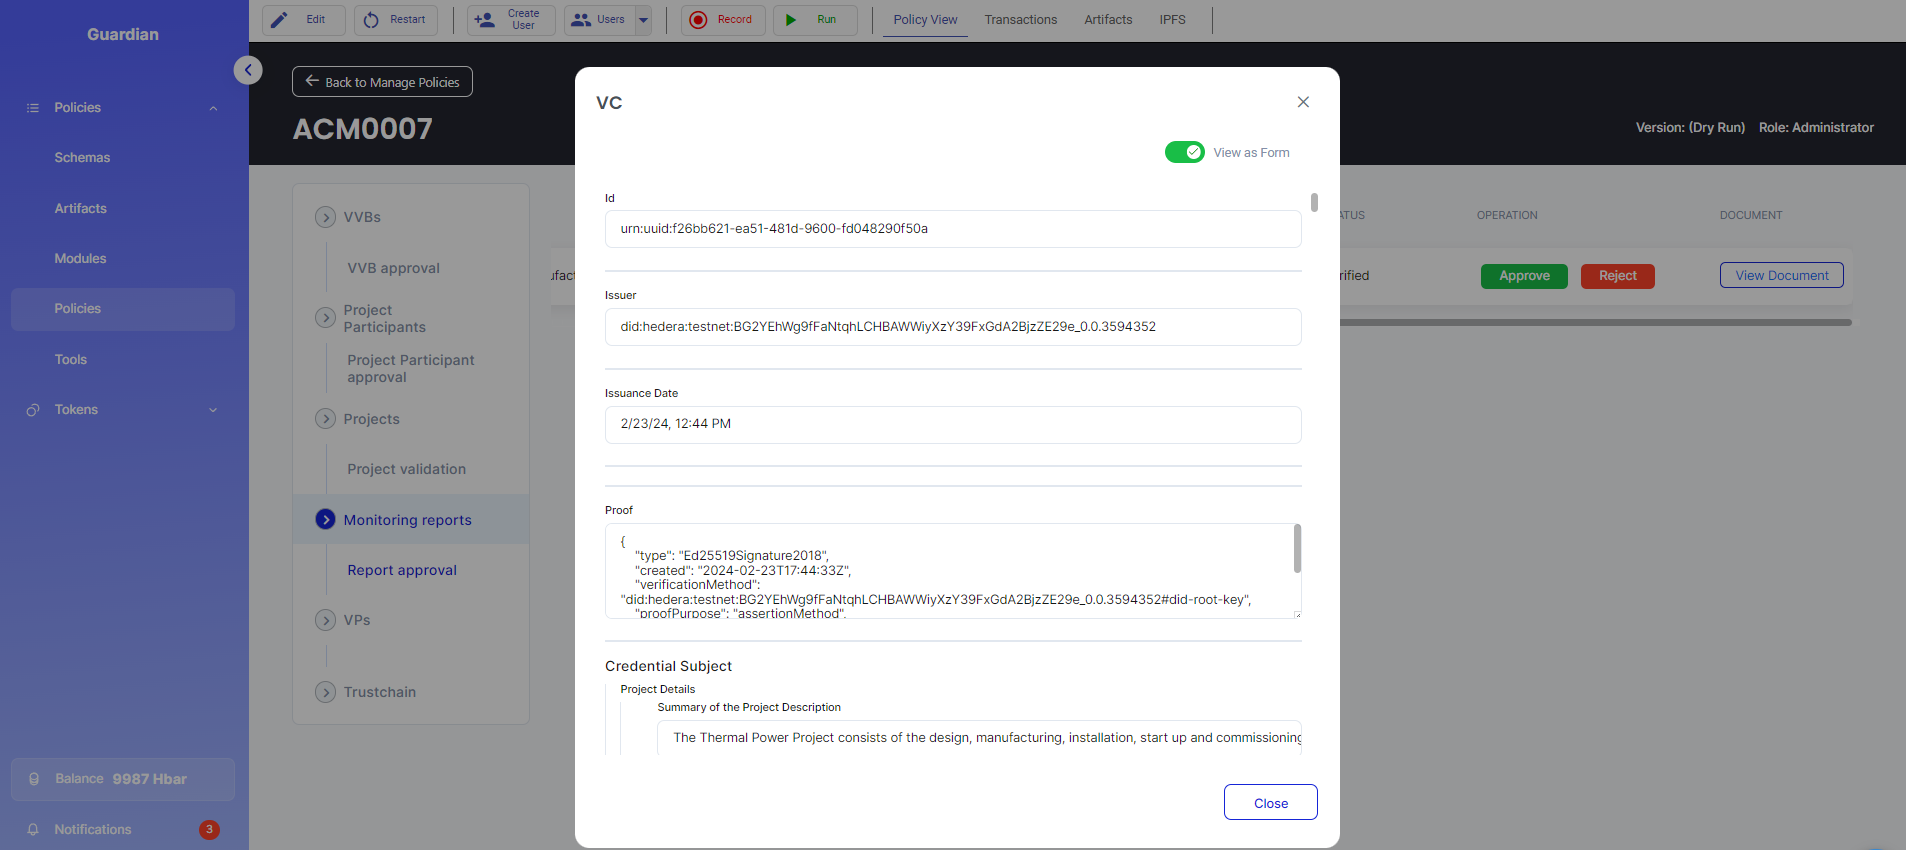 Guardian
Policies
Schemas
Artifacts
Modules
Policies
Tools
Tokens
Balance 9987 Hbar
Notifications 3
Edit
Restart
Create
User
Users
Record
Run
Policy View
Transactions
Artifacts
IPFS
Back to Manage Policies
ACM0007
Version: (Dry Run) Role: Administrator
VVBs
VVB approval
Project
Participants
Project Participant
approval
Projects
Project validation
Monitoring reports
Report approval
VPs
Trustchain
ATUS
OPERATION
DOCUMENT
ufact
rified
Approve
Reject
View Document
VC
View as Form
Id
urn:uuid:f26bb621-ea51-481d-9600-fd048290f50a
Issuer
did:hedera:testnet:BG2YEhWg9fFaNtqhLCHBAWWiyXzY39FxGdA2BjzZE29e_0.0.3594352
Issuance Date
2/23/24, 12:44 PM
Proof
{
"type": "Ed25519Signature2018",
"created": "2024-02-23T17:44:33Z",
"verificationMethod":
"did:hedera:testnet:BG2YEhWg9fFaNtqhLCHBAWWiyXzY39FxGdA2BjzZE29e_0.0.3594352#did-root-key",
"proofPurpose": "assertionMethod",
Credential Subject
Project Details
Summary of the Project Description
The Thermal Power Project consists of the design, manufacturing, installation, start up and commissioning
Close